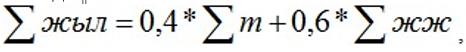 ∑ жыл = 0,4 * ∑ т + 0,6 * ∑ жж ,